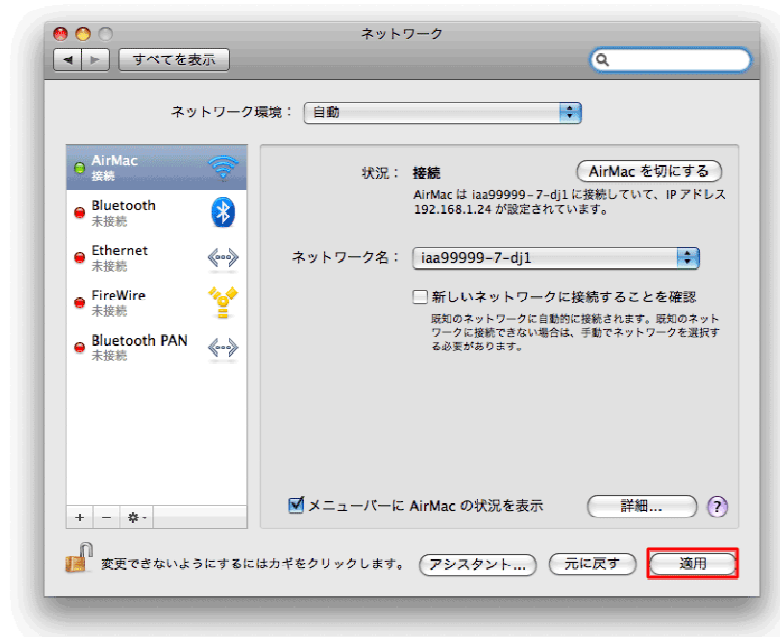 ネットワーク
すべてを表示
ネットワーク環境： 自動
AirMac
接続
Bluetooth
未接続
Ethernet
未接続
FireWire
未接続
Bluetooth PAN
未接続
状況： 接続
AirMac を切にする
AirMac は iaa99999-7-dj1 に接続していて、IP アドレス
192.168.1.24 が設定されています。
ネットワーク名： iaa99999-7-dj1
新しいネットワークに接続することを確認
既知のネットワークに自動的に接続されます。既知のネット
ワークに接続できない場合は、手動でネットワークを選択す
る必要があります。
メニューバーに AirMac の状況を表示
詳細... ?
変更できないようにするにはカギをクリックします。
アシスタント... 元に戻す 適用